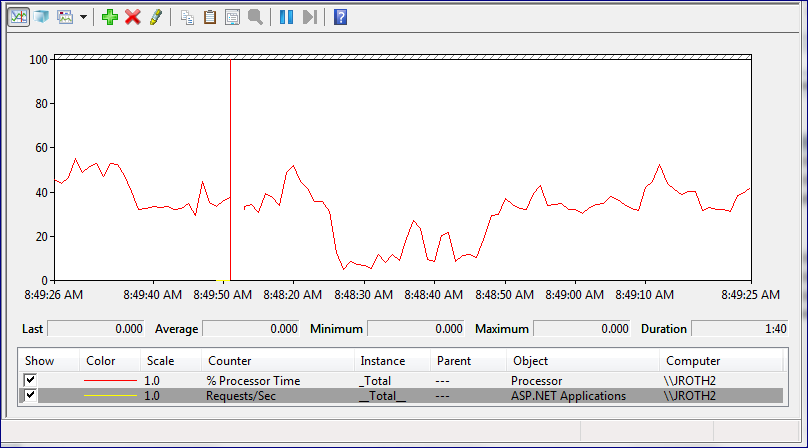 100
80
60
40
20
0
8:49:26 AM 8:49:40 AM 8:49:50 AM 8:48:20 AM 8:48:30 AM 8:48:40 AM 8:48:50 AM 8:49:00 AM 8:49:10 AM 8:49:25 AM
Last 0.000 Average 0.000 Minimum 0.000 Maximum 0.000 Duration 1:40
Show Color Scale Counter Instance Parent Object Computer
1.0 % Processor Time _Total --- Processor \\JROTH2
1.0 Requests/Sec __Total__ --- ASP.NET Applications \\JROTH2